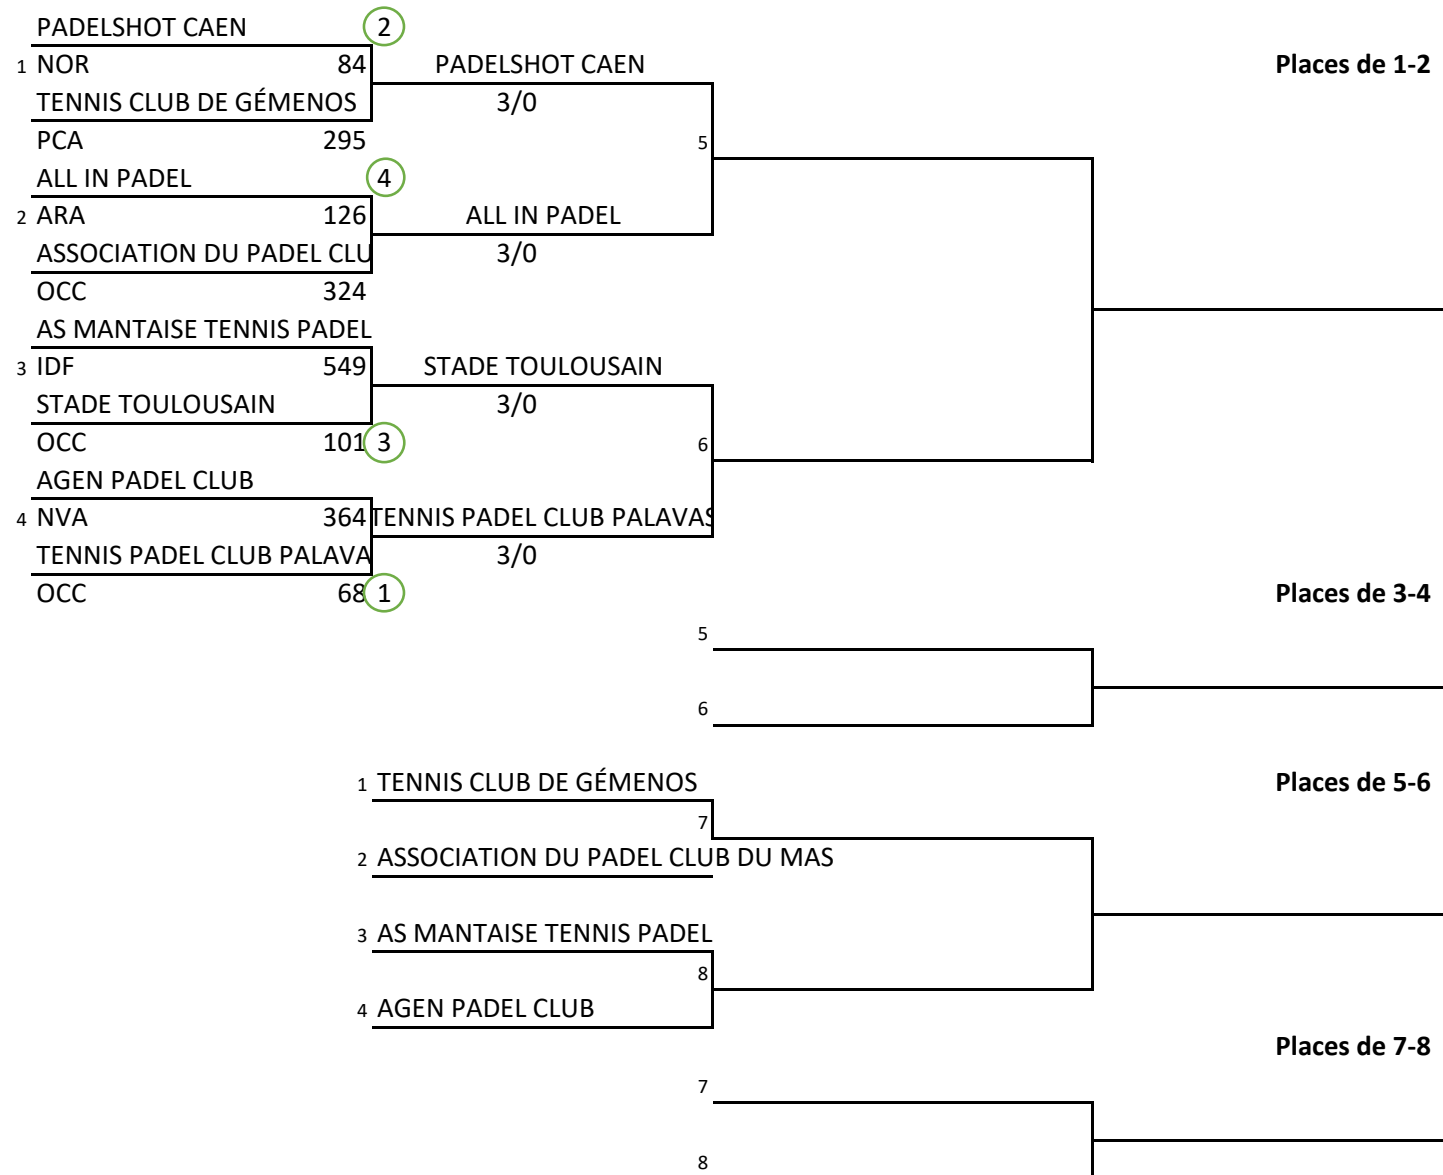 PADELSHOT CAEN 2
1 NOR 84 PADELSHOT CAEN Places de 1-2
TENNIS CLUB DE GÉMENOS 3/0
PCA 295 5
ALL IN PADEL 4
2 ARA 126 ALL IN PADEL
ASSOCIATION DU PADEL CLU 3/0
OCC 324
AS MANTAISE TENNIS PADEL
3 IDF 549 STADE TOULOUSAIN
STADE TOULOUSAIN 3/0
OCC 101 3 6
AGEN PADEL CLUB
4 NVA 364 TENNIS PADEL CLUB PALAVAS
TENNIS PADEL CLUB PALAVA 3/0
OCC 68 1 Places de 3-4
5
6
1 TENNIS CLUB DE GÉMENOS Places de 5-6
7
2 ASSOCIATION DU PADEL CLUB DU MAS
3 AS MANTAISE TENNIS PADEL
8
4 AGEN PADEL CLUB
Places de 7-8
7
8